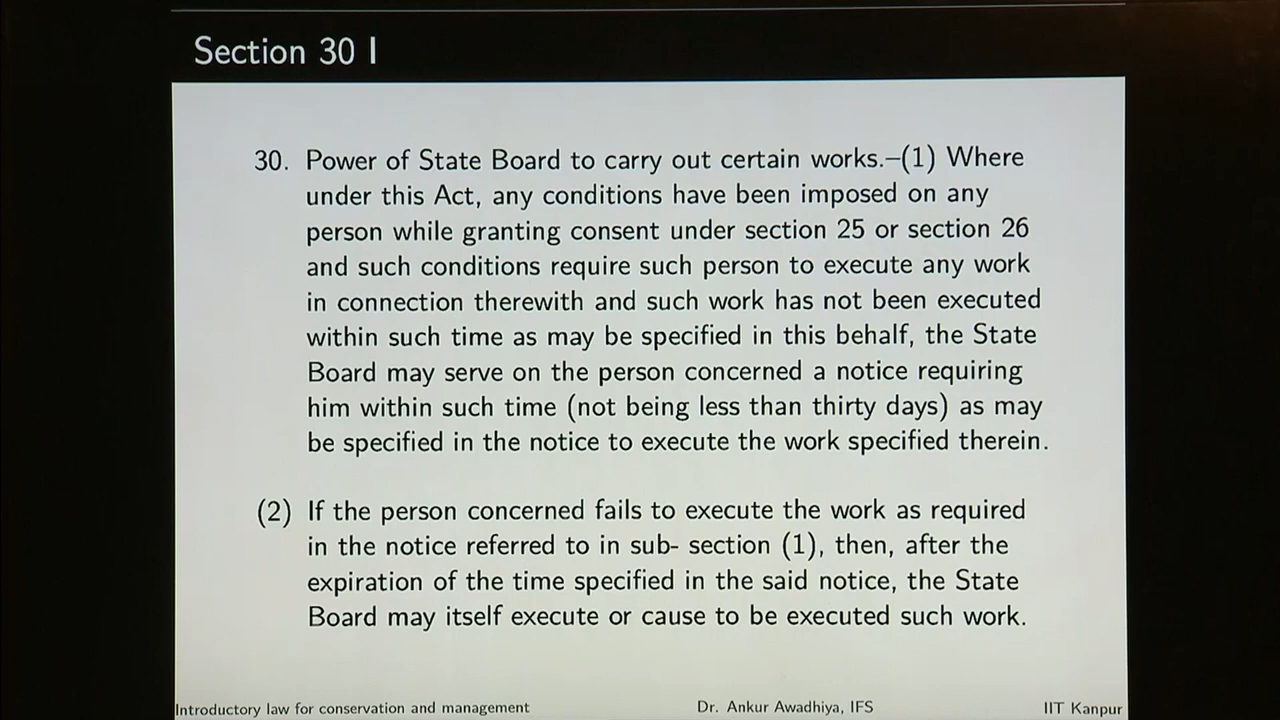 Section 30 I
30. Power of State Board to carry out certain works.–(1) Where
under this Act, any conditions have been imposed on any
person while granting consent under section 25 or section 26
and such conditions require such person to execute any work
in connection therewith and such work has not been executed
within such time as may be specified in this behalf, the State
Board may serve on the person concerned a notice requiring
him within such time (not being less than thirty days) as may
be specified in the notice to execute the work specified therein.
(2) If the person concerned fails to execute the work as required
in the notice referred to in sub- section (1), then, after the
expiration of the time specified in the said notice, the State
Board may itself execute or cause to be executed such work.
Introductory law for conservation and management Dr. Ankur Awadhiya, IFS IIT Kanpur